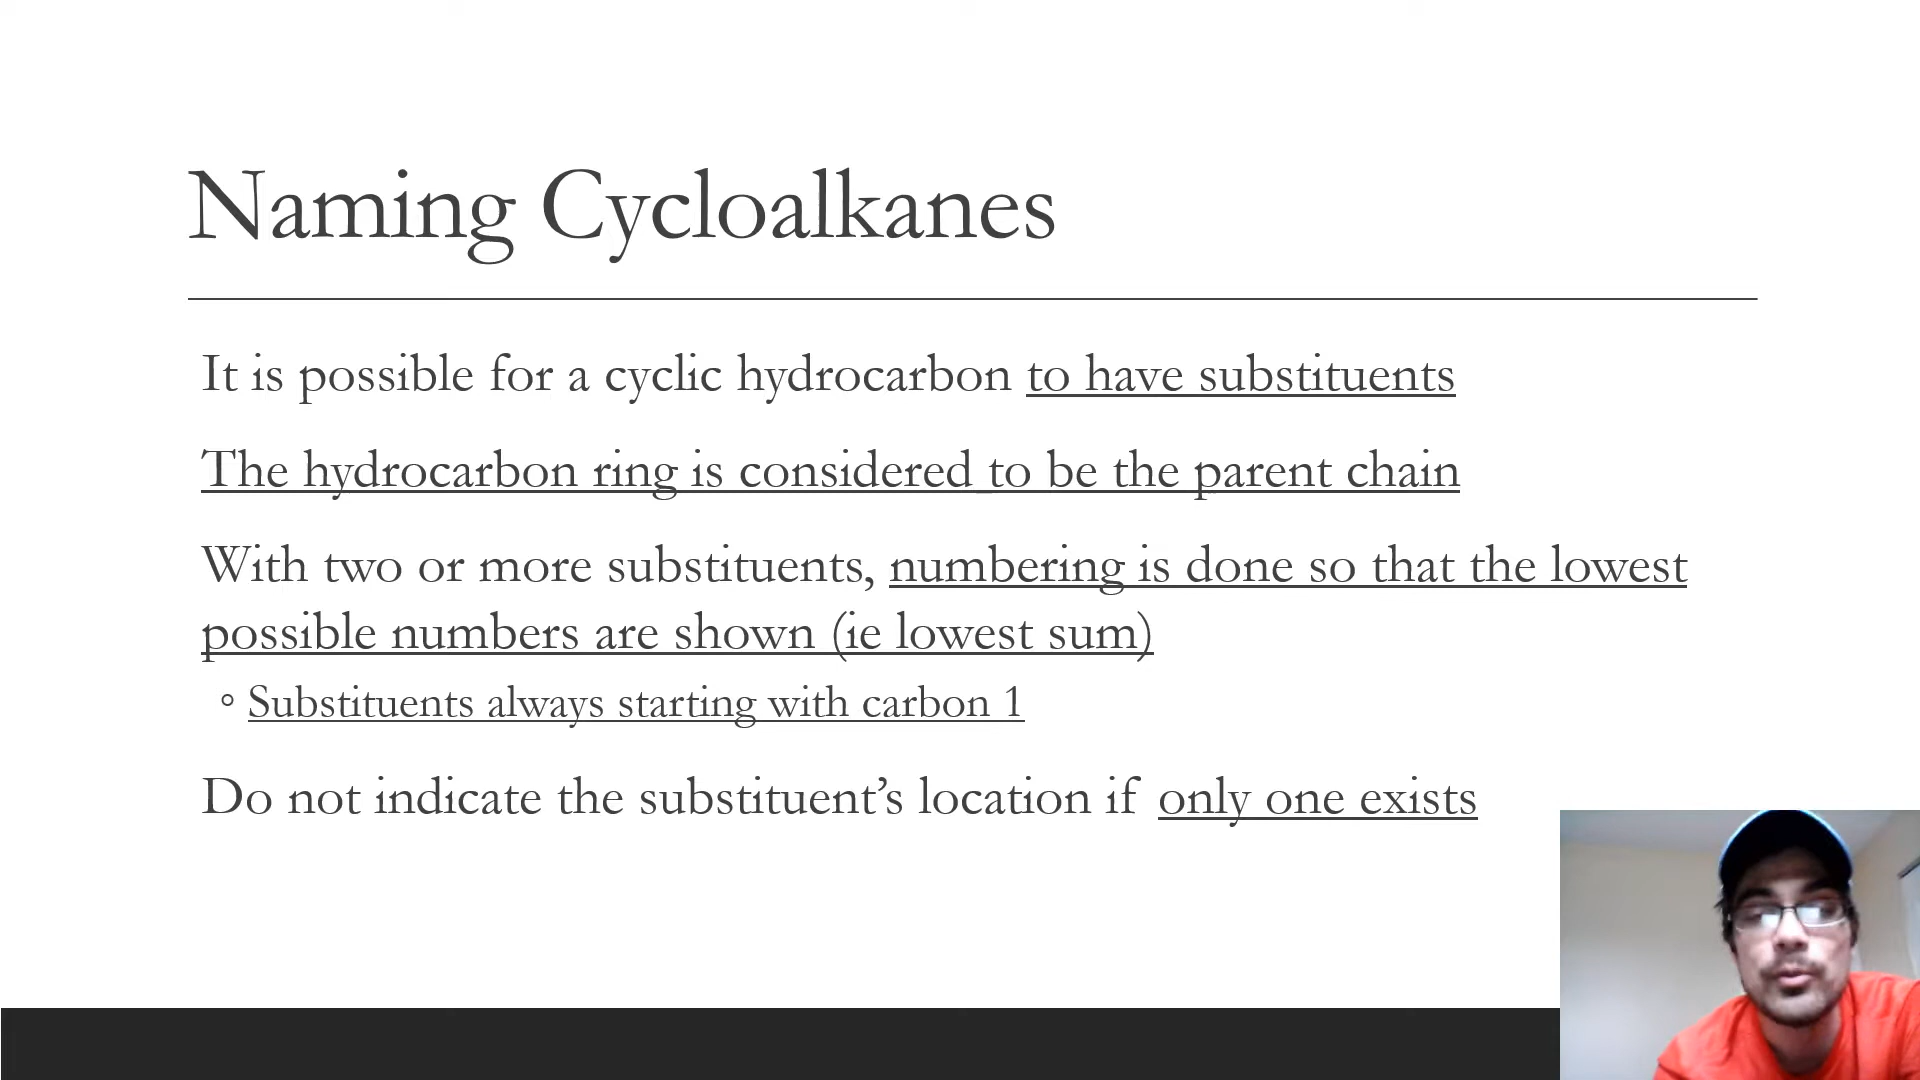 Naming Cycloalkanes
It is possible for a cyclic hydrocarbon to have substituents
The hydrocarbon ring is considered to be the parent chain
With two or more substituents, numbering is done so that the lowest
possible numbers are shown (ie lowest sum)
◦ Substituents always starting with carbon 1
Do not indicate the substituent’s location if only one exists